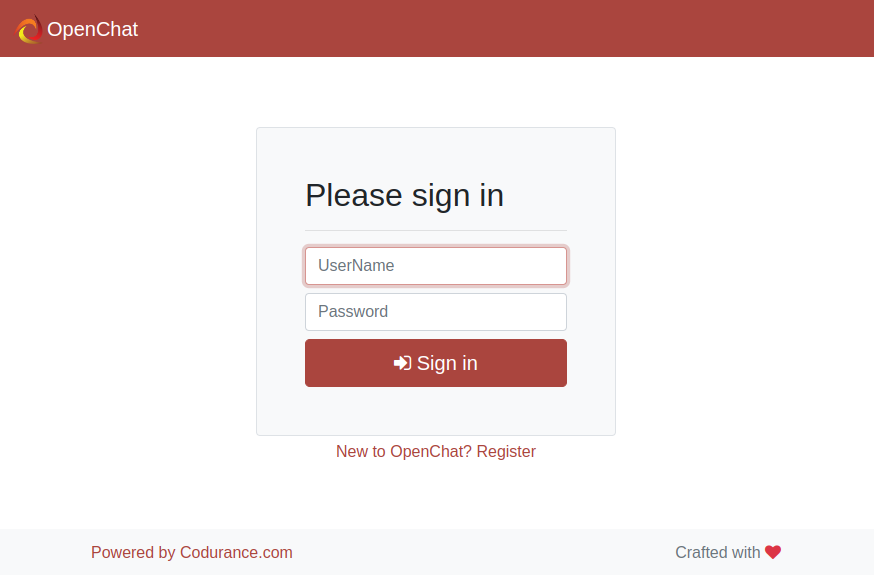 OpenChat
Please sign in
UserName
Password
Sign in
New to OpenChat? Register
Powered by Codurance.com
Crafted with